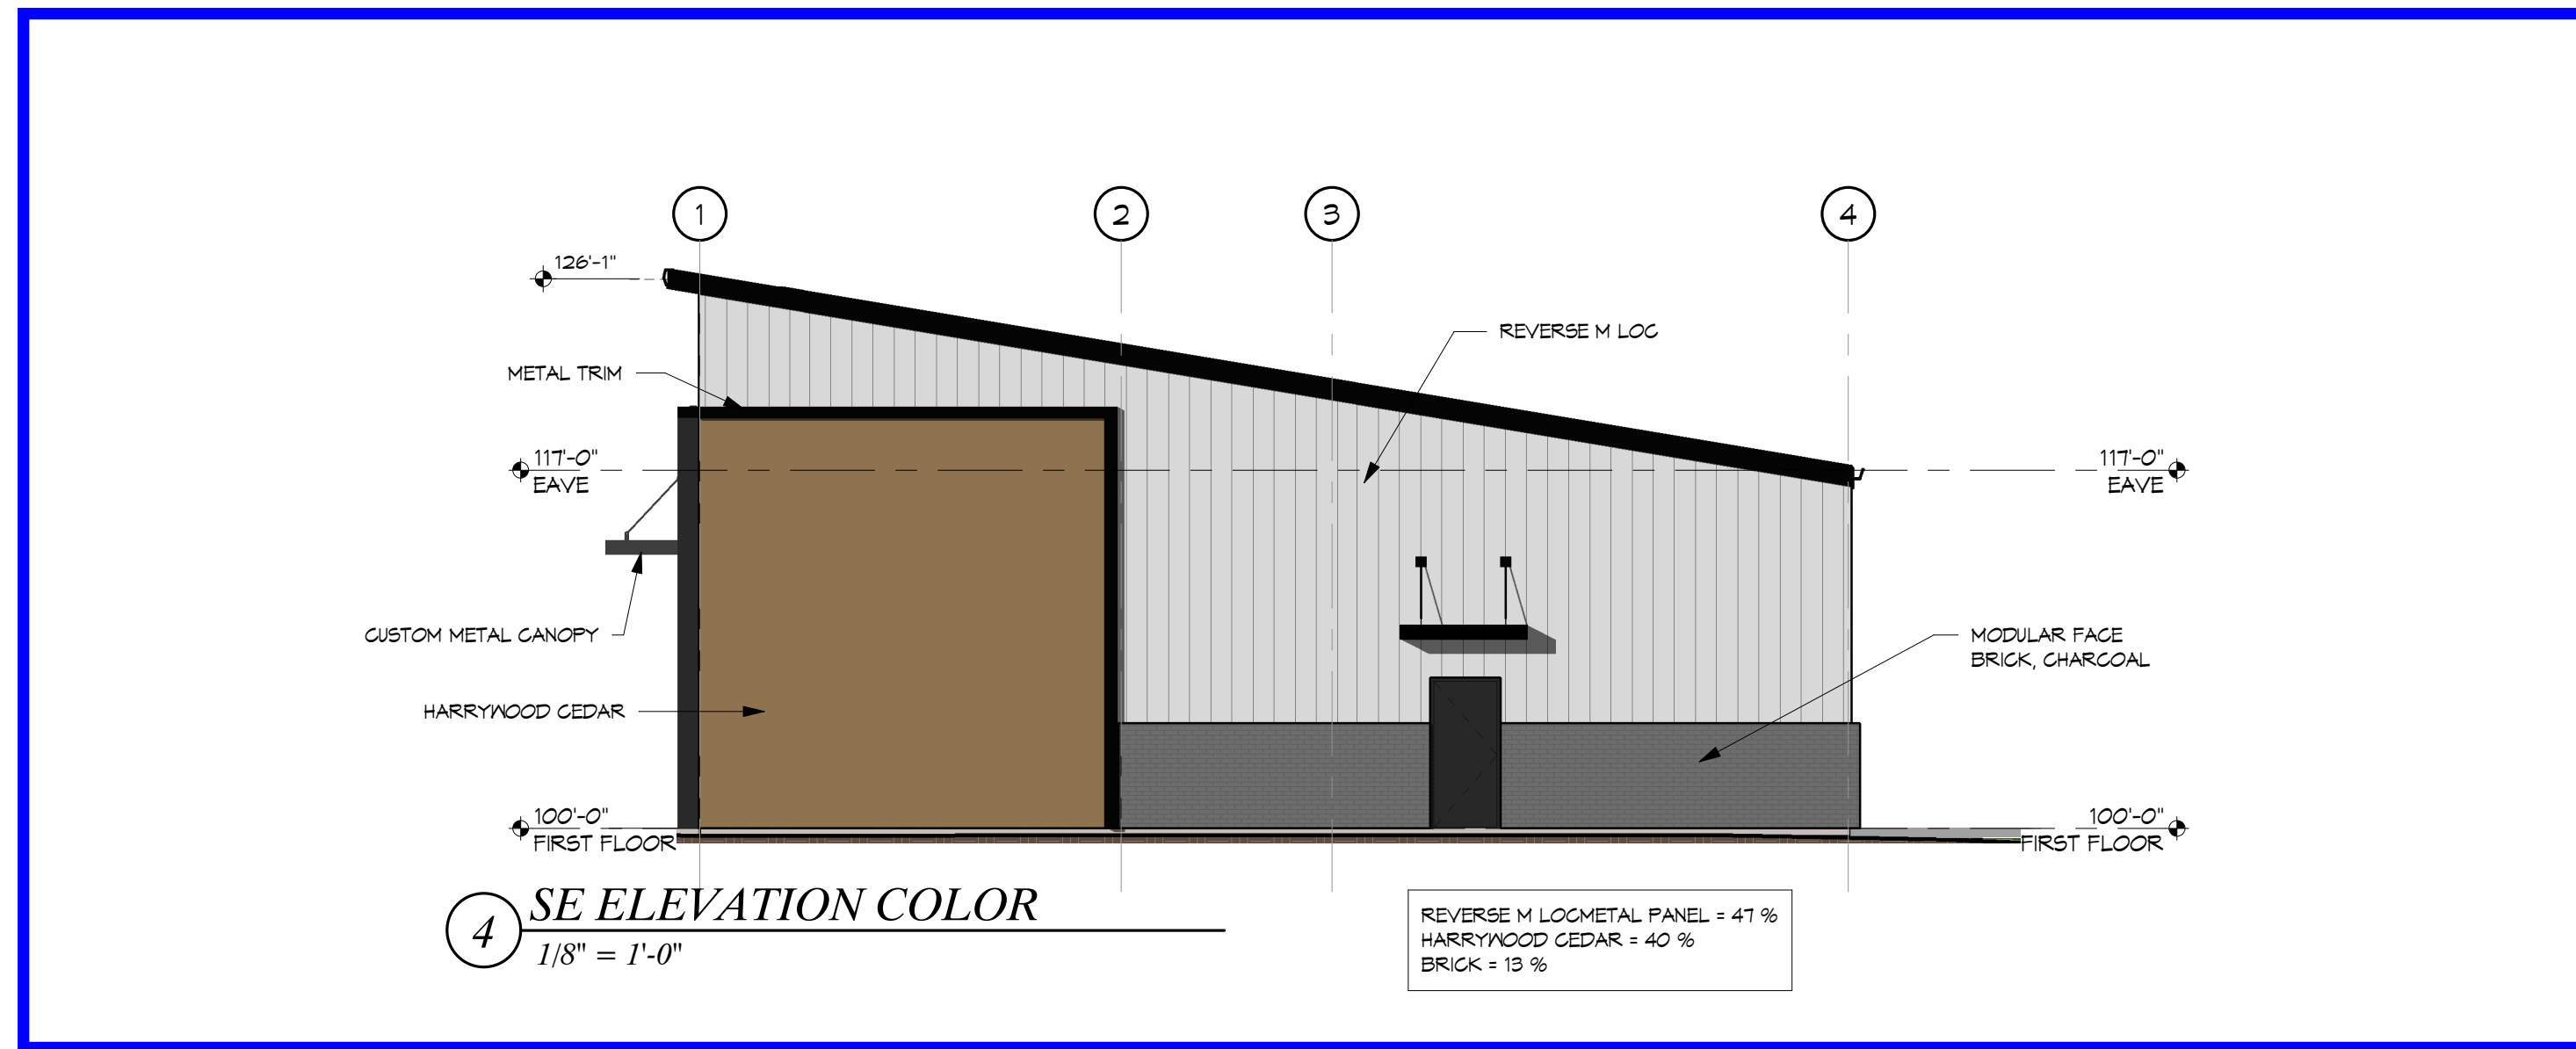 1
2
3
4
126'-1"
REVERSE M LOC
METAL TRIM
117'-0"
EAVE
117'-0"
EAVE
CUSTOM METAL CANOPY
MODULAR FACE
BRICK, CHARCOAL
HARRYWOOD CEDAR
100'-0"
FIRST FLOOR
100'-0"
FIRST FLOOR
4
SE ELEVATION COLOR
1/8" = 1'-0"
REVERSE M LOCMETAL PANEL = 47 %
HARRYWOOD CEDAR = 40 %
BRICK = 13 %